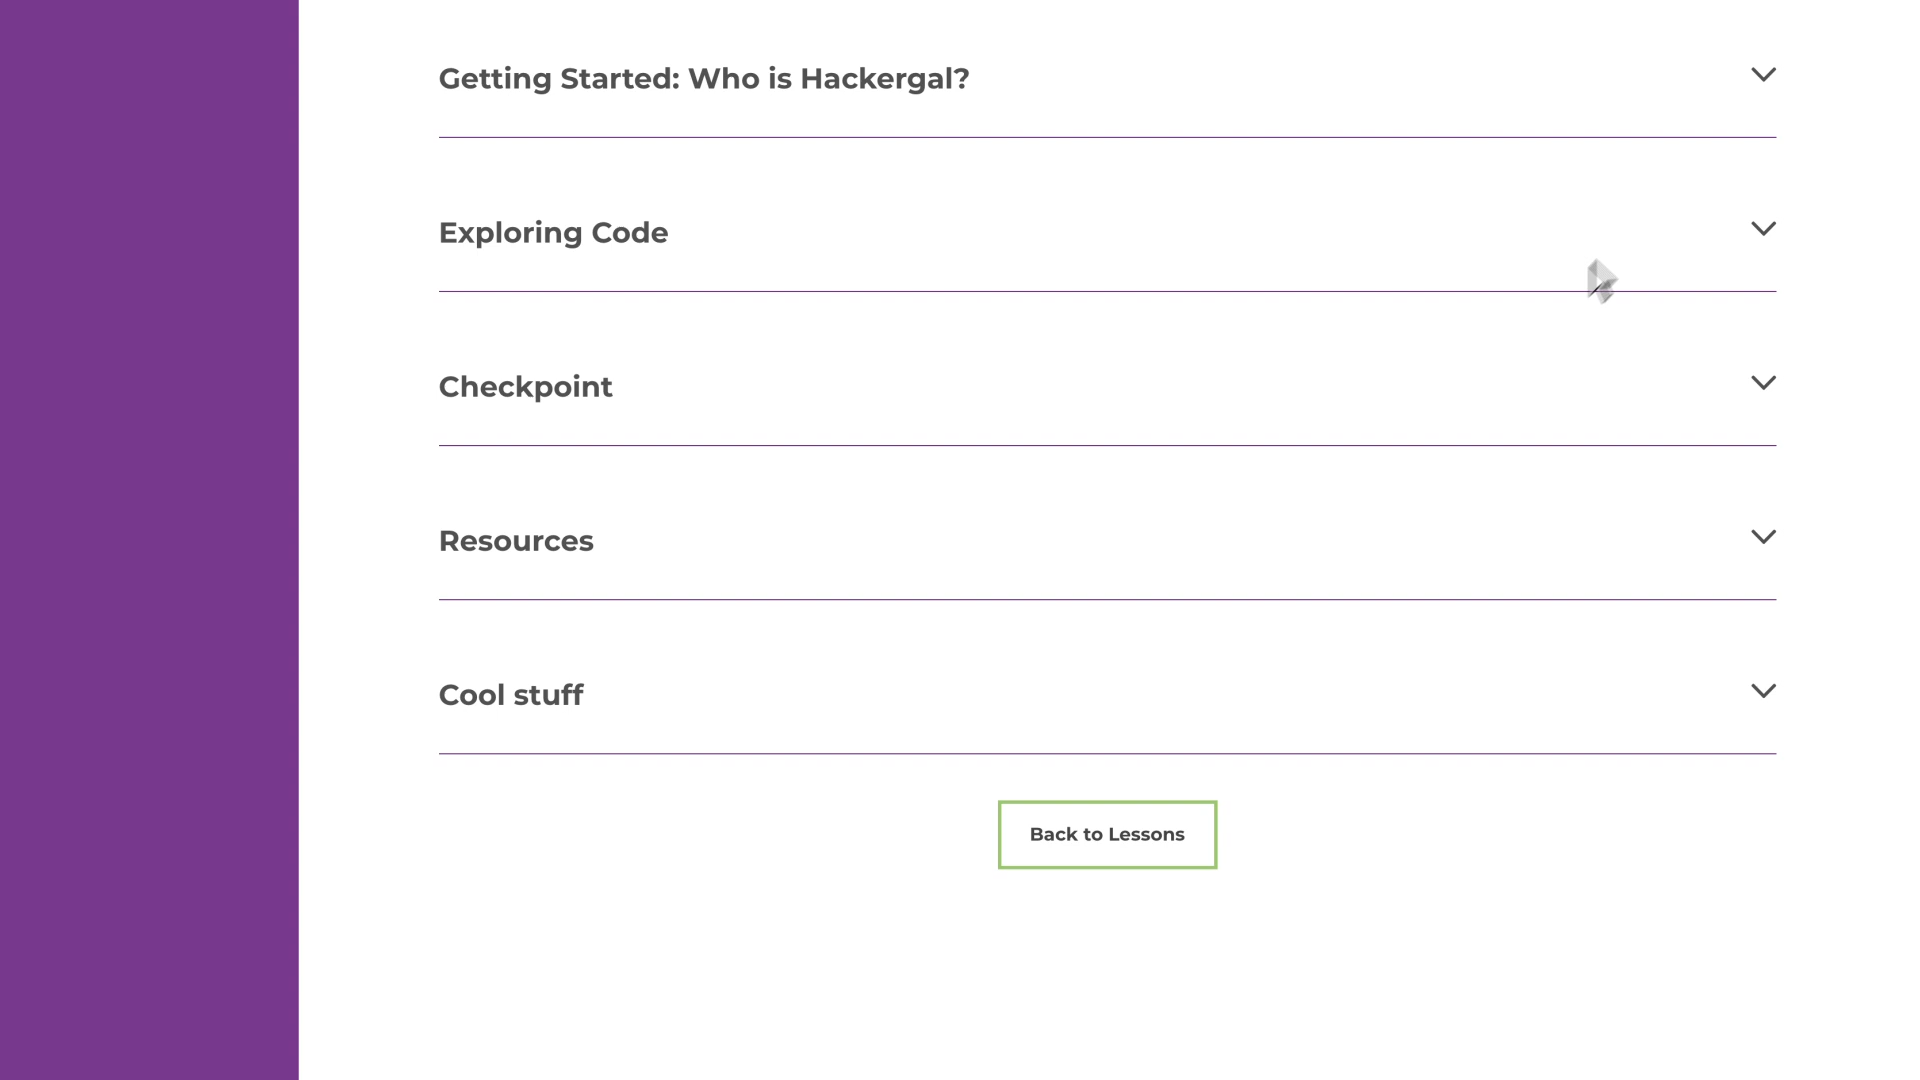 Getting Started: Who is Hackergal?
Exploring Code
Checkpoint
Resources
Cool stuff
Back to Lessons